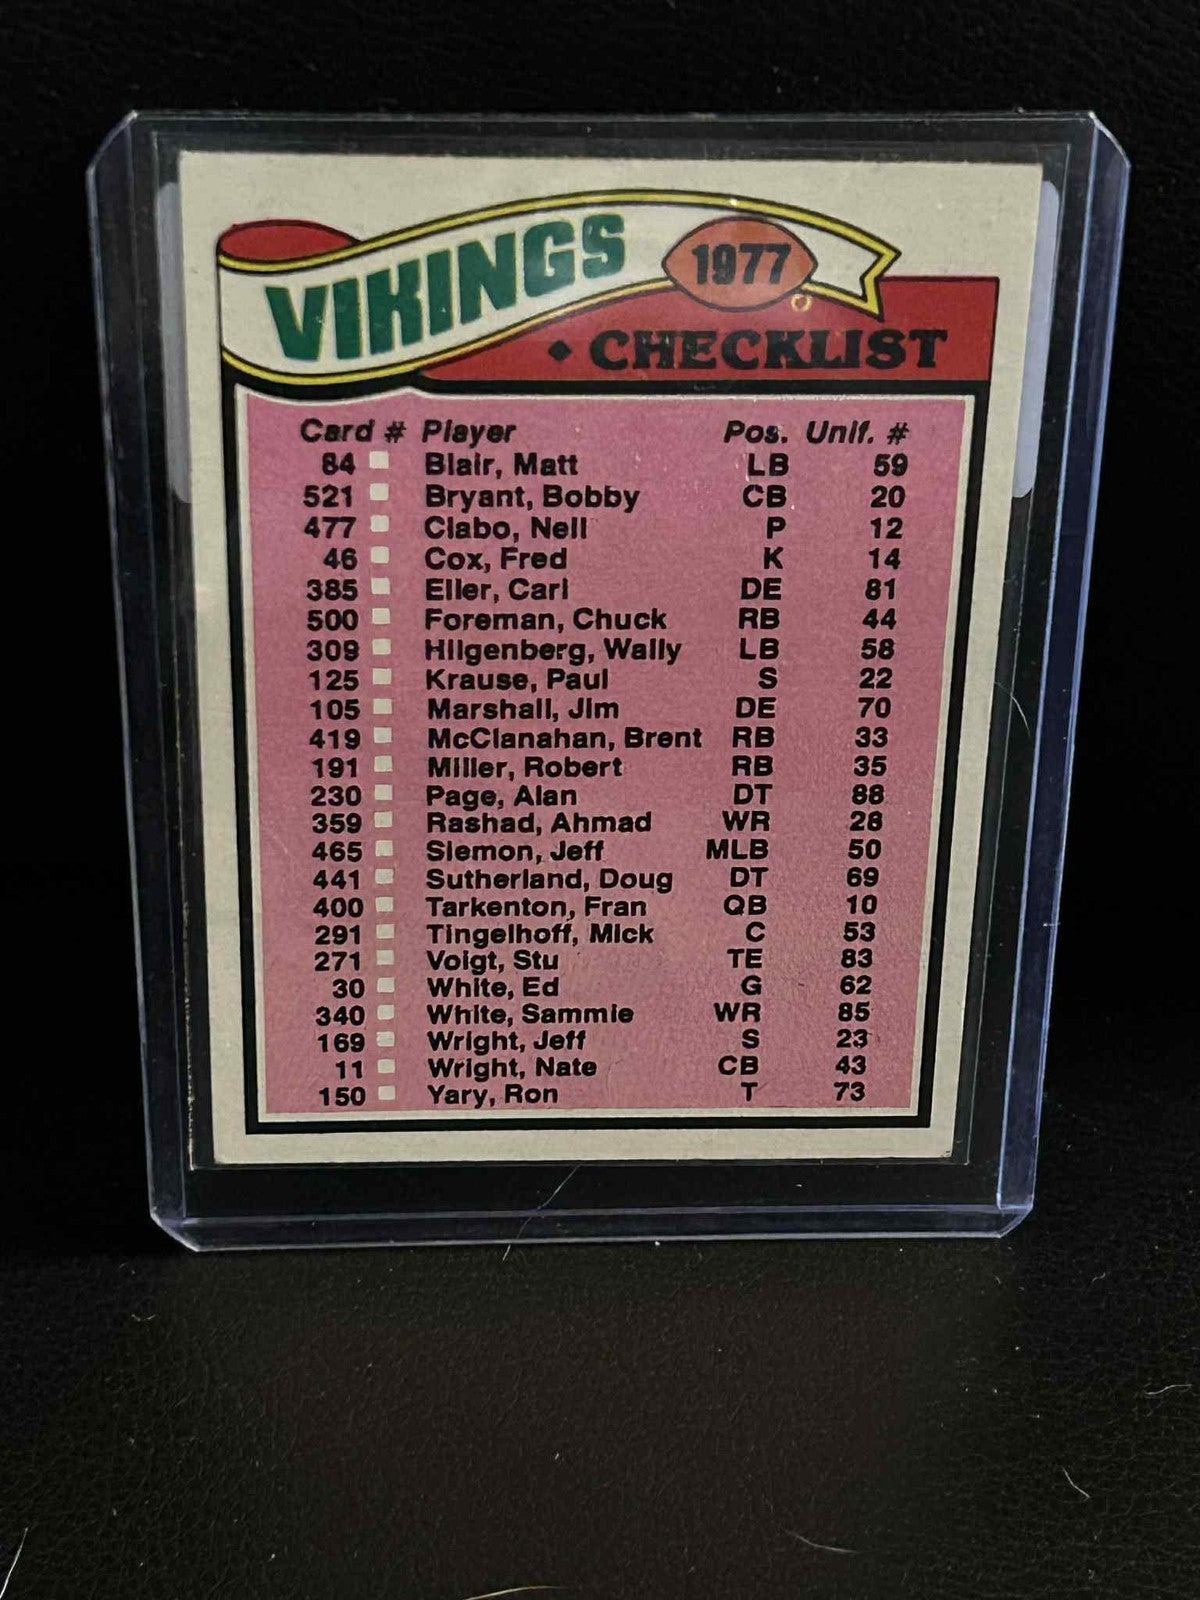 VIKINGS
1977
CHECKLIST
Card # Player Pos. Unif. #
84 Blair, Matt LB 59
521 Bryant, Bobby CB 20
477 Clabo, Neil P 12
46 Cox, Fred K 14
385 Eller, Carl DE 81
500 Foreman, Chuck RB 44
309 Hilgenberg, Wally LB 58
125 Krause, Paul S 22
105 Marshall, Jim DE 70
419 McClanahan, Brent RB 33
191 Miller, Robert RB 35
230 Page, Alan DT 88
359 Rashad, Ahmad WR 28
465 Siemon, Jeff MLB 50
441 Sutherland, Doug DT 69
400 Tarkenton, Fran QB 10
291 Tingelhoff, Mick C 53
271 Voigt, Stu TE 83
30 White, Ed G 62
340 White, Sammie WR 85
169 Wright, Jeff S 23
11 Wright, Nate CB 43
150 Yary, Ron T 73